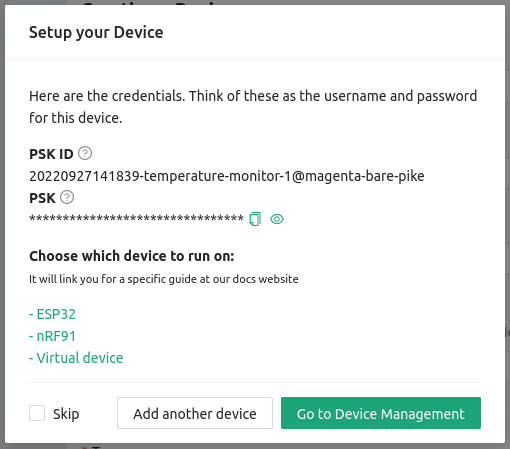 Setup your Device
Here are the credentials. Think of these as the username and password
for this device.
PSK ID ?
20220927141839-temperature-monitor-1@magenta-bare-pike
PSK ?
********************************
Choose which device to run on:
It will link you for a specific guide at our docs website
- ESP32
- nRF91
- Virtual device
Skip
Add another device
Go to Device Management